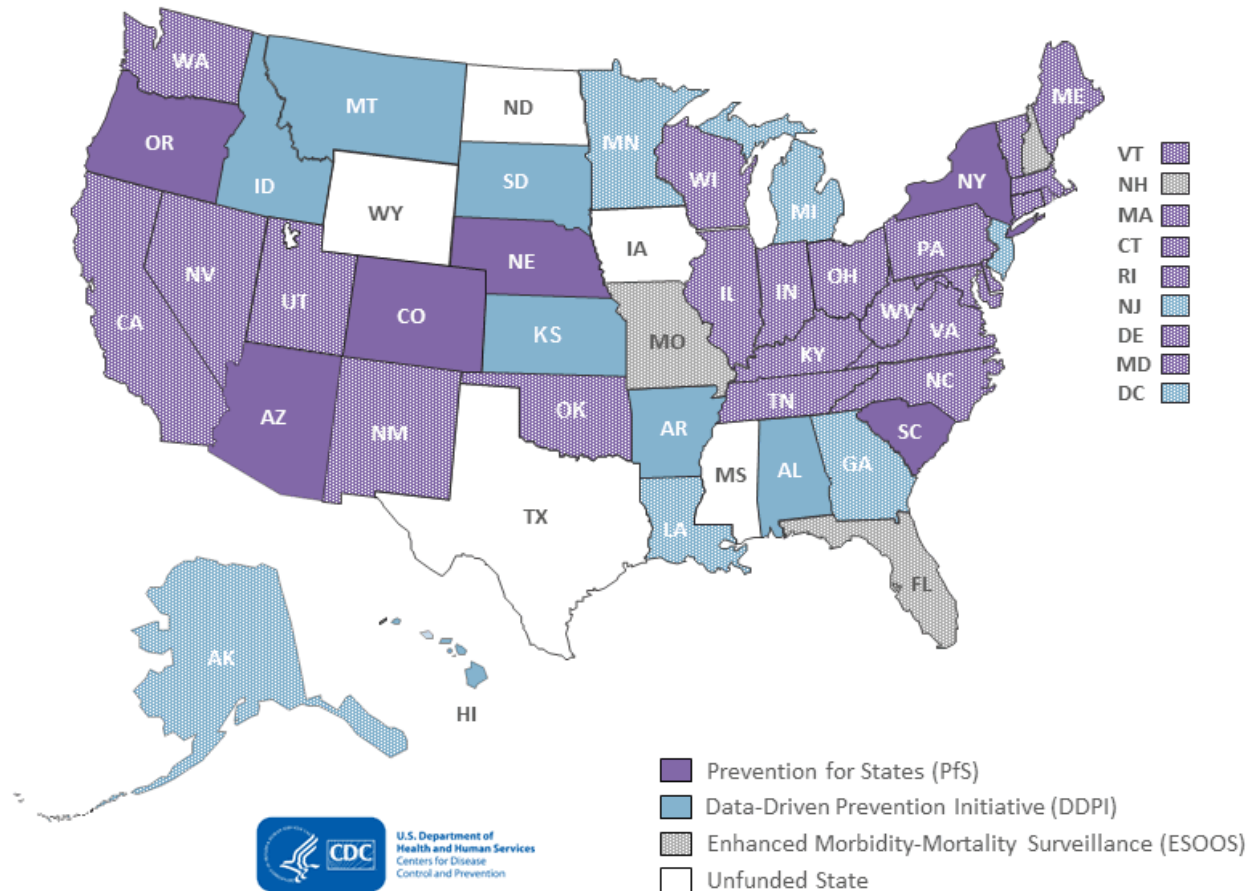 WA
MT
ND
MN
ME
OR
ID
SD
WI
NY
VT
NH
MA
CT
RI
NJ
DE
MD
DC
WY
MI
IA
NE
PA
NV
UT
CO
IL
IN
OH
WV
VA
CA
KS
MO
KY
NC
AZ
NM
OK
TN
AR
SC
MS
AL
GA
TX
LA
FL
AK
HI
Prevention for States (PfS)
Data-Driven Prevention Initiative (DDPI)
Enhanced Morbidity-Mortality Surveillance (ESOOS)
Unfunded State
CDC
U.S. Department of
Health and Human Services
Centers for Disease
Control and Prevention